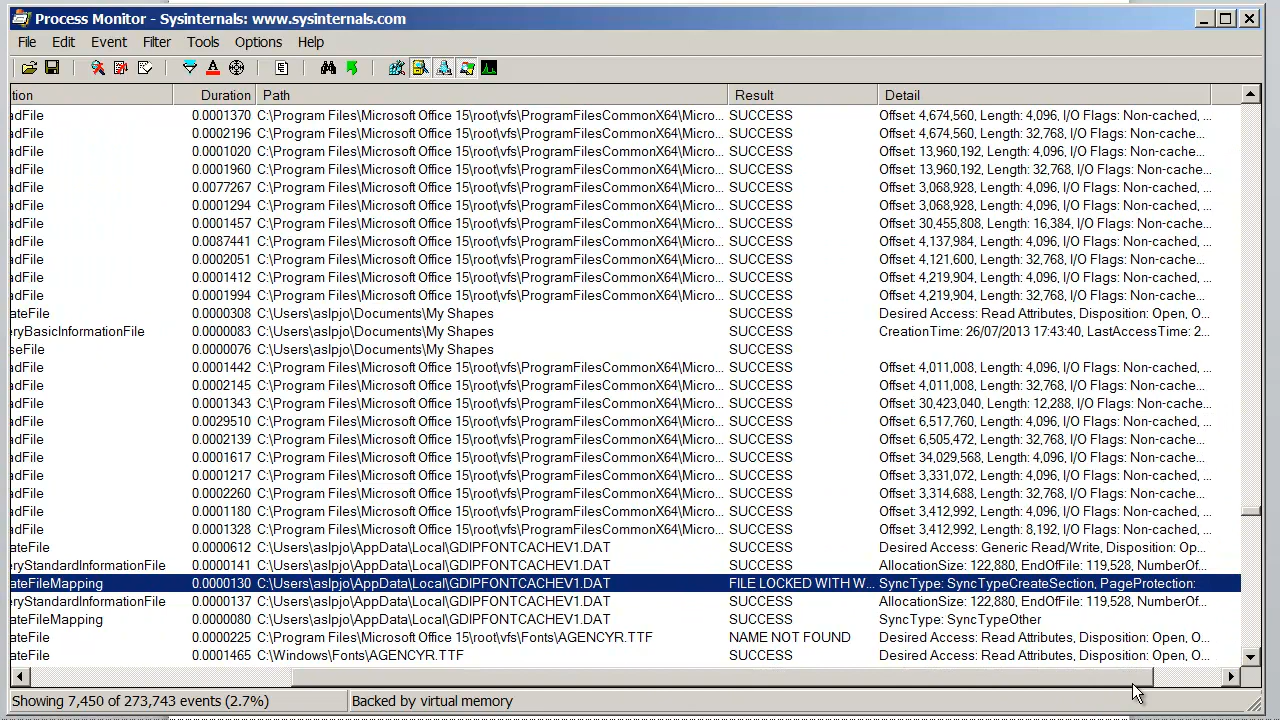 Process Monitor - Sysinternals: www.sysinternals.com
File Edit Event Filter Tools Options Help
tion Duration Path Result Detail
adFile 0.0001370 C:\Program Files\Microsoft Office 15\root\vfs\ProgramFilesCommonX64\Micro... SUCCESS Offset: 4,674,560, Length: 4,096, I/O Flags: Non-cached, ...
adFile 0.0002196 C:\Program Files\Microsoft Office 15\root\vfs\ProgramFilesCommonX64\Micro... SUCCESS Offset: 4,674,560, Length: 32,768, I/O Flags: Non-cache...
adFile 0.0001020 C:\Program Files\Microsoft Office 15\root\vfs\ProgramFilesCommonX64\Micro... SUCCESS Offset: 13,960,192, Length: 4,096, I/O Flags: Non-cache...
adFile 0.0001960 C:\Program Files\Microsoft Office 15\root\vfs\ProgramFilesCommonX64\Micro... SUCCESS Offset: 13,960,192, Length: 32,768, I/O Flags: Non-cache...
adFile 0.0077267 C:\Program Files\Microsoft Office 15\root\vfs\ProgramFilesCommonX64\Micro... SUCCESS Offset: 3,068,928, Length: 4,096, I/O Flags: Non-cached, ...
adFile 0.0001294 C:\Program Files\Microsoft Office 15\root\vfs\ProgramFilesCommonX64\Micro... SUCCESS Offset: 3,068,928, Length: 4,096, I/O Flags: Non-cached, ...
adFile 0.0001457 C:\Program Files\Microsoft Office 15\root\vfs\ProgramFilesCommonX64\Micro... SUCCESS Offset: 30,455,808, Length: 16,384, I/O Flags: Non-cache...
adFile 0.0087441 C:\Program Files\Microsoft Office 15\root\vfs\ProgramFilesCommonX64\Micro... SUCCESS Offset: 4,137,984, Length: 4,096, I/O Flags: Non-cached, ...
adFile 0.0002051 C:\Program Files\Microsoft Office 15\root\vfs\ProgramFilesCommonX64\Micro... SUCCESS Offset: 4,121,600, Length: 32,768, I/O Flags: Non-cache...
adFile 0.0001412 C:\Program Files\Microsoft Office 15\root\vfs\ProgramFilesCommonX64\Micro... SUCCESS Offset: 4,219,904, Length: 4,096, I/O Flags: Non-cached, ...
adFile 0.0001994 C:\Program Files\Microsoft Office 15\root\vfs\ProgramFilesCommonX64\Micro... SUCCESS Offset: 4,219,904, Length: 32,768, I/O Flags: Non-cache...
ateFile 0.0000308 C:\Users\aslpjo\Documents\My Shapes SUCCESS Desired Access: Read Attributes, Disposition: Open, O...
eryBasicInformationFile 0.0000083 C:\Users\aslpjo\Documents\My Shapes SUCCESS CreationTime: 26/07/2013 17:43:40, LastAccessTime: 2...
seFile 0.0000076 C:\Users\aslpjo\Documents\My Shapes SUCCESS
adFile 0.0001442 C:\Program Files\Microsoft Office 15\root\vfs\ProgramFilesCommonX64\Micro... SUCCESS Offset: 4,011,008, Length: 4,096, I/O Flags: Non-cached, ...
adFile 0.0002145 C:\Program Files\Microsoft Office 15\root\vfs\ProgramFilesCommonX64\Micro... SUCCESS Offset: 4,011,008, Length: 32,768, I/O Flags: Non-cache...
adFile 0.0001343 C:\Program Files\Microsoft Office 15\root\vfs\ProgramFilesCommonX64\Micro... SUCCESS Offset: 30,423,040, Length: 12,288, I/O Flags: Non-cache...
adFile 0.0029510 C:\Program Files\Microsoft Office 15\root\vfs\ProgramFilesCommonX64\Micro... SUCCESS Offset: 6,517,760, Length: 4,096, I/O Flags: Non-cached, ...
adFile 0.0002139 C:\Program Files\Microsoft Office 15\root\vfs\ProgramFilesCommonX64\Micro... SUCCESS Offset: 6,505,472, Length: 32,768, I/O Flags: Non-cache...
adFile 0.0001617 C:\Program Files\Microsoft Office 15\root\vfs\ProgramFilesCommonX64\Micro... SUCCESS Offset: 34,029,568, Length: 4,096, I/O Flags: Non-cache...
adFile 0.0001217 C:\Program Files\Microsoft Office 15\root\vfs\ProgramFilesCommonX64\Micro... SUCCESS Offset: 3,331,072, Length: 4,096, I/O Flags: Non-cached, ...
adFile 0.0002260 C:\Program Files\Microsoft Office 15\root\vfs\ProgramFilesCommonX64\Micro... SUCCESS Offset: 3,314,688, Length: 32,768, I/O Flags: Non-cache...
adFile 0.0001180 C:\Program Files\Microsoft Office 15\root\vfs\ProgramFilesCommonX64\Micro... SUCCESS Offset: 3,412,992, Length: 4,096, I/O Flags: Non-cached, ...
adFile 0.0001328 C:\Program Files\Microsoft Office 15\root\vfs\ProgramFilesCommonX64\Micro... SUCCESS Offset: 3,412,992, Length: 8,192, I/O Flags: Non-cached, ...
ateFile 0.0000612 C:\Users\aslpjo\AppData\Local\GDIPFONTCACHEV1.DAT SUCCESS Desired Access: Generic Read/Write, Disposition: Op...
eryStandardInformationFile 0.0000141 C:\Users\aslpjo\AppData\Local\GDIPFONTCACHEV1.DAT SUCCESS AllocationSize: 122,880, EndOfFile: 119,528, NumberOf...
ateFileMapping 0.0000130 C:\Users\aslpjo\AppData\Local\GDIPFONTCACHEV1.DAT FILE LOCKED WITH W... SyncType: SyncTypeCreateSection, PageProtection:
eryStandardInformationFile 0.0000137 C:\Users\aslpjo\AppData\Local\GDIPFONTCACHEV1.DAT SUCCESS AllocationSize: 122,880, EndOfFile: 119,528, NumberOf...
ateFileMapping 0.0000080 C:\Users\aslpjo\AppData\Local\GDIPFONTCACHEV1.DAT SUCCESS SyncType: SyncTypeOther
ateFile 0.0000225 C:\Program Files\Microsoft Office 15\root\vfs\Fonts\AGENCYR.TTF NAME NOT FOUND Desired Access: Read Attributes, Disposition: Open, O...
ateFile 0.0001465 C:\Windows\Fonts\AGENCYR.TTF SUCCESS Desired Access: Read Attributes, Disposition: Open, O...
Showing 7,450 of 273,743 events (2.7%) Backed by virtual memory